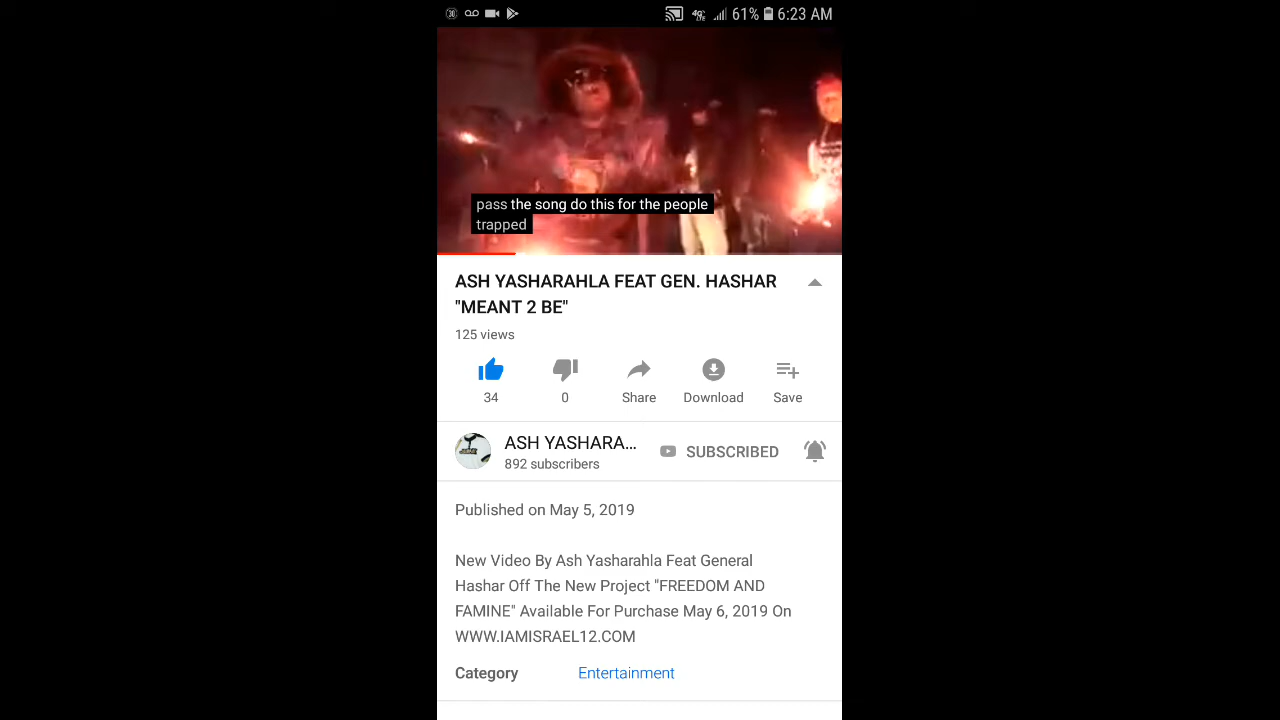 61% 6:23 AM
pass the song do this for the people
trapped
ASH YASHARAHLA FEAT GEN. HASHAR
"MEANT 2 BE"
125 views
34 0 Share Download Save
ASH YASHARA... SUBSCRIBED
892 subscribers
Published on May 5, 2019
New Video By Ash Yasharahla Feat General
Hashar Off The New Project "FREEDOM AND
FAMINE" Available For Purchase May 6, 2019 On
WWW.IAMISRAEL12.COM
Category Entertainment